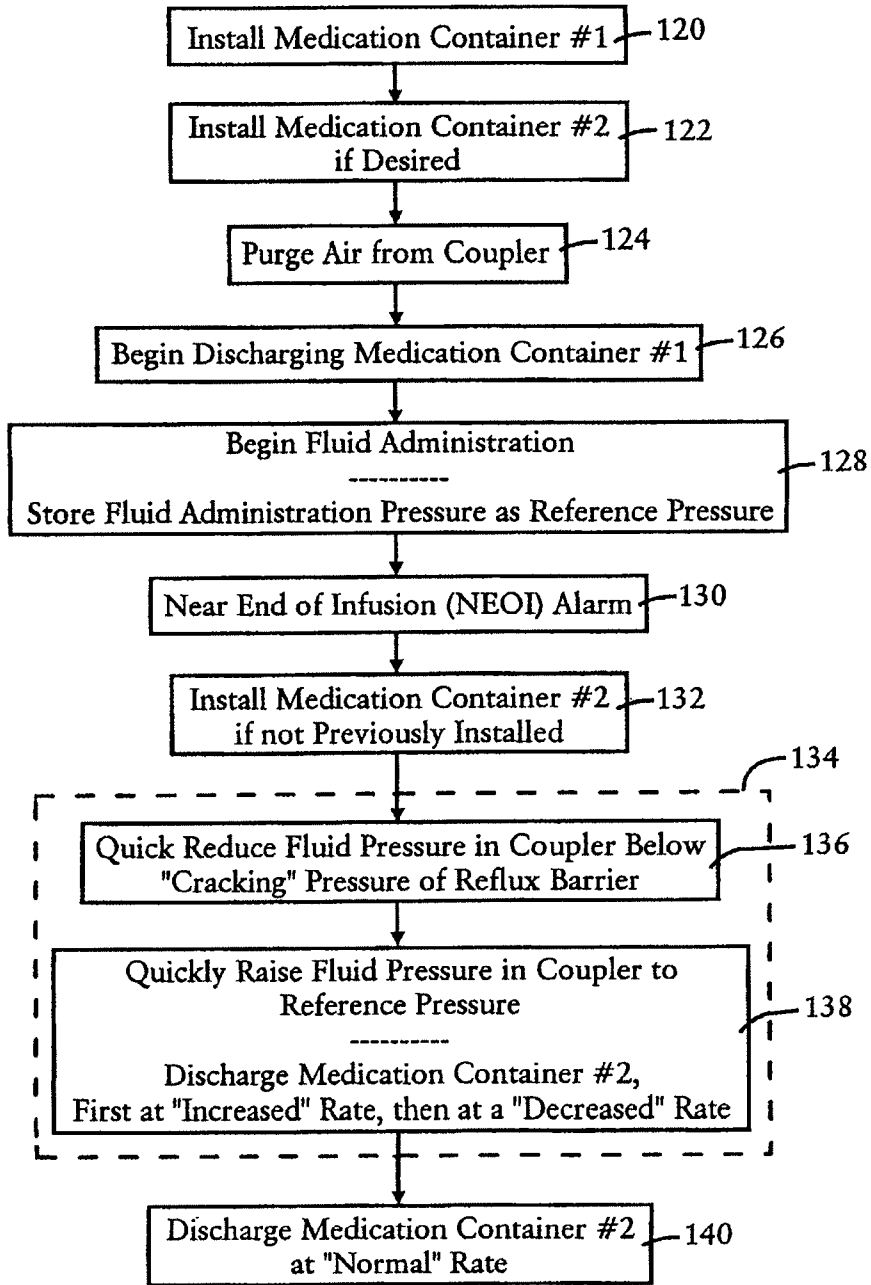 Install Medication Container #1
120
Install Medication Container #2
if Desired
122
Purge Air from Coupler
124
Begin Discharging Medication Container #1
126
Begin Fluid Administration
----------
Store Fluid Administration Pressure as Reference Pressure
128
Near End of Infusion (NEOI) Alarm
130
Install Medication Container #2
if not Previously Installed
132
134
Quick Reduce Fluid Pressure in Coupler Below
"Cracking" Pressure of Reflux Barrier
136
Quickly Raise Fluid Pressure in Coupler to
Reference Pressure
----------
Discharge Medication Container #2,
First at "Increased" Rate, then at a "Decreased" Rate
138
Discharge Medication Container #2
at "Normal" Rate
140